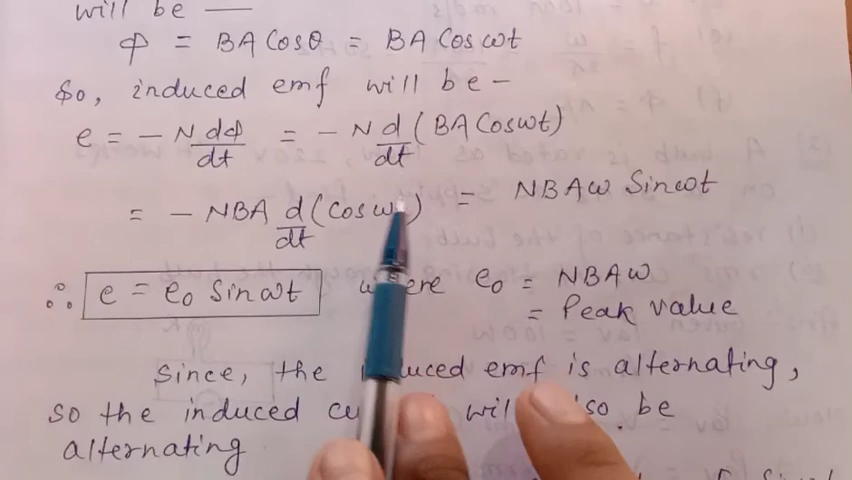 will be —
φ = BA Cosθ = BA Cos ωt
So, induced emf will be –
e = – N dφ/dt = – N d/dt (BA Cosωt)
= – NBA d/dt (cosω ) = NBAω Sinωt
∴ e = e₀ Sin ωt where e₀ = NBAω
= Peak value
Since, the emf is alternating,
so the induced be
alternating